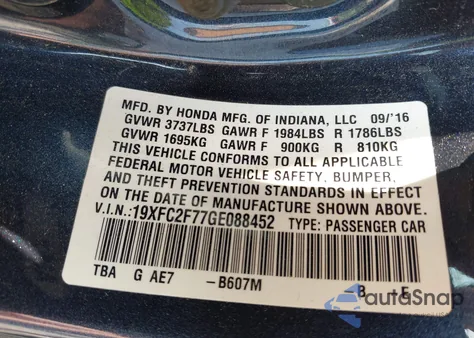 MFD. BY HONDA MFG. OF INDIANA, LLC 09/'16
GVWR 3737LBS GAWR F 1984LBS R 1786LBS
GVWR 1695KG GAWR F 900KG R 810KG
THIS VEHICLE CONFORMS TO ALL APPLICABLE
FEDERAL MOTOR VEHICLE SAFETY, BUMPER,
AND THEFT PREVENTION STANDARDS IN EFFECT
ON THE DATE OF MANUFACTURE SHOWN ABOVE.
V.I.N.:19XFC2F77GE088452 TYPE: PASSENGER CAR
TBA G AE7 -B607M B -E
autoSnap